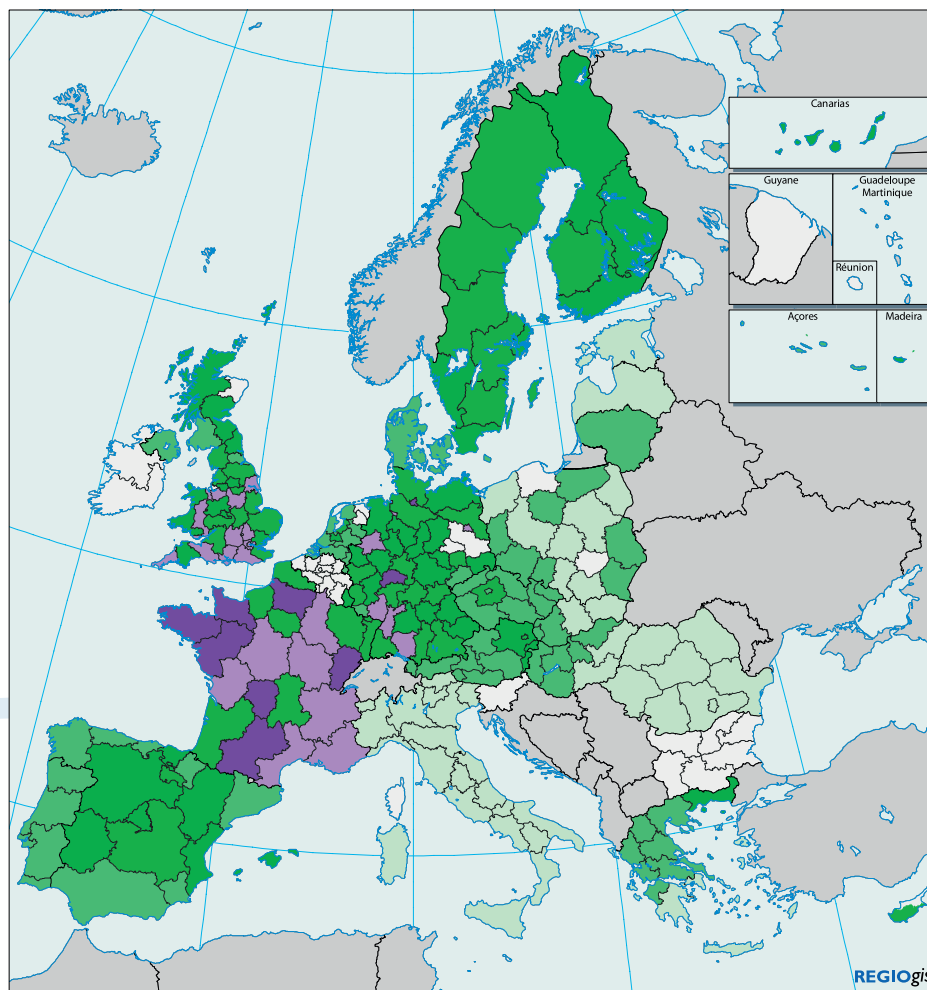 Canarias
Guyane
Guadeloupe
Martinique
Réunion
Açores
Madeira
REGIOgis